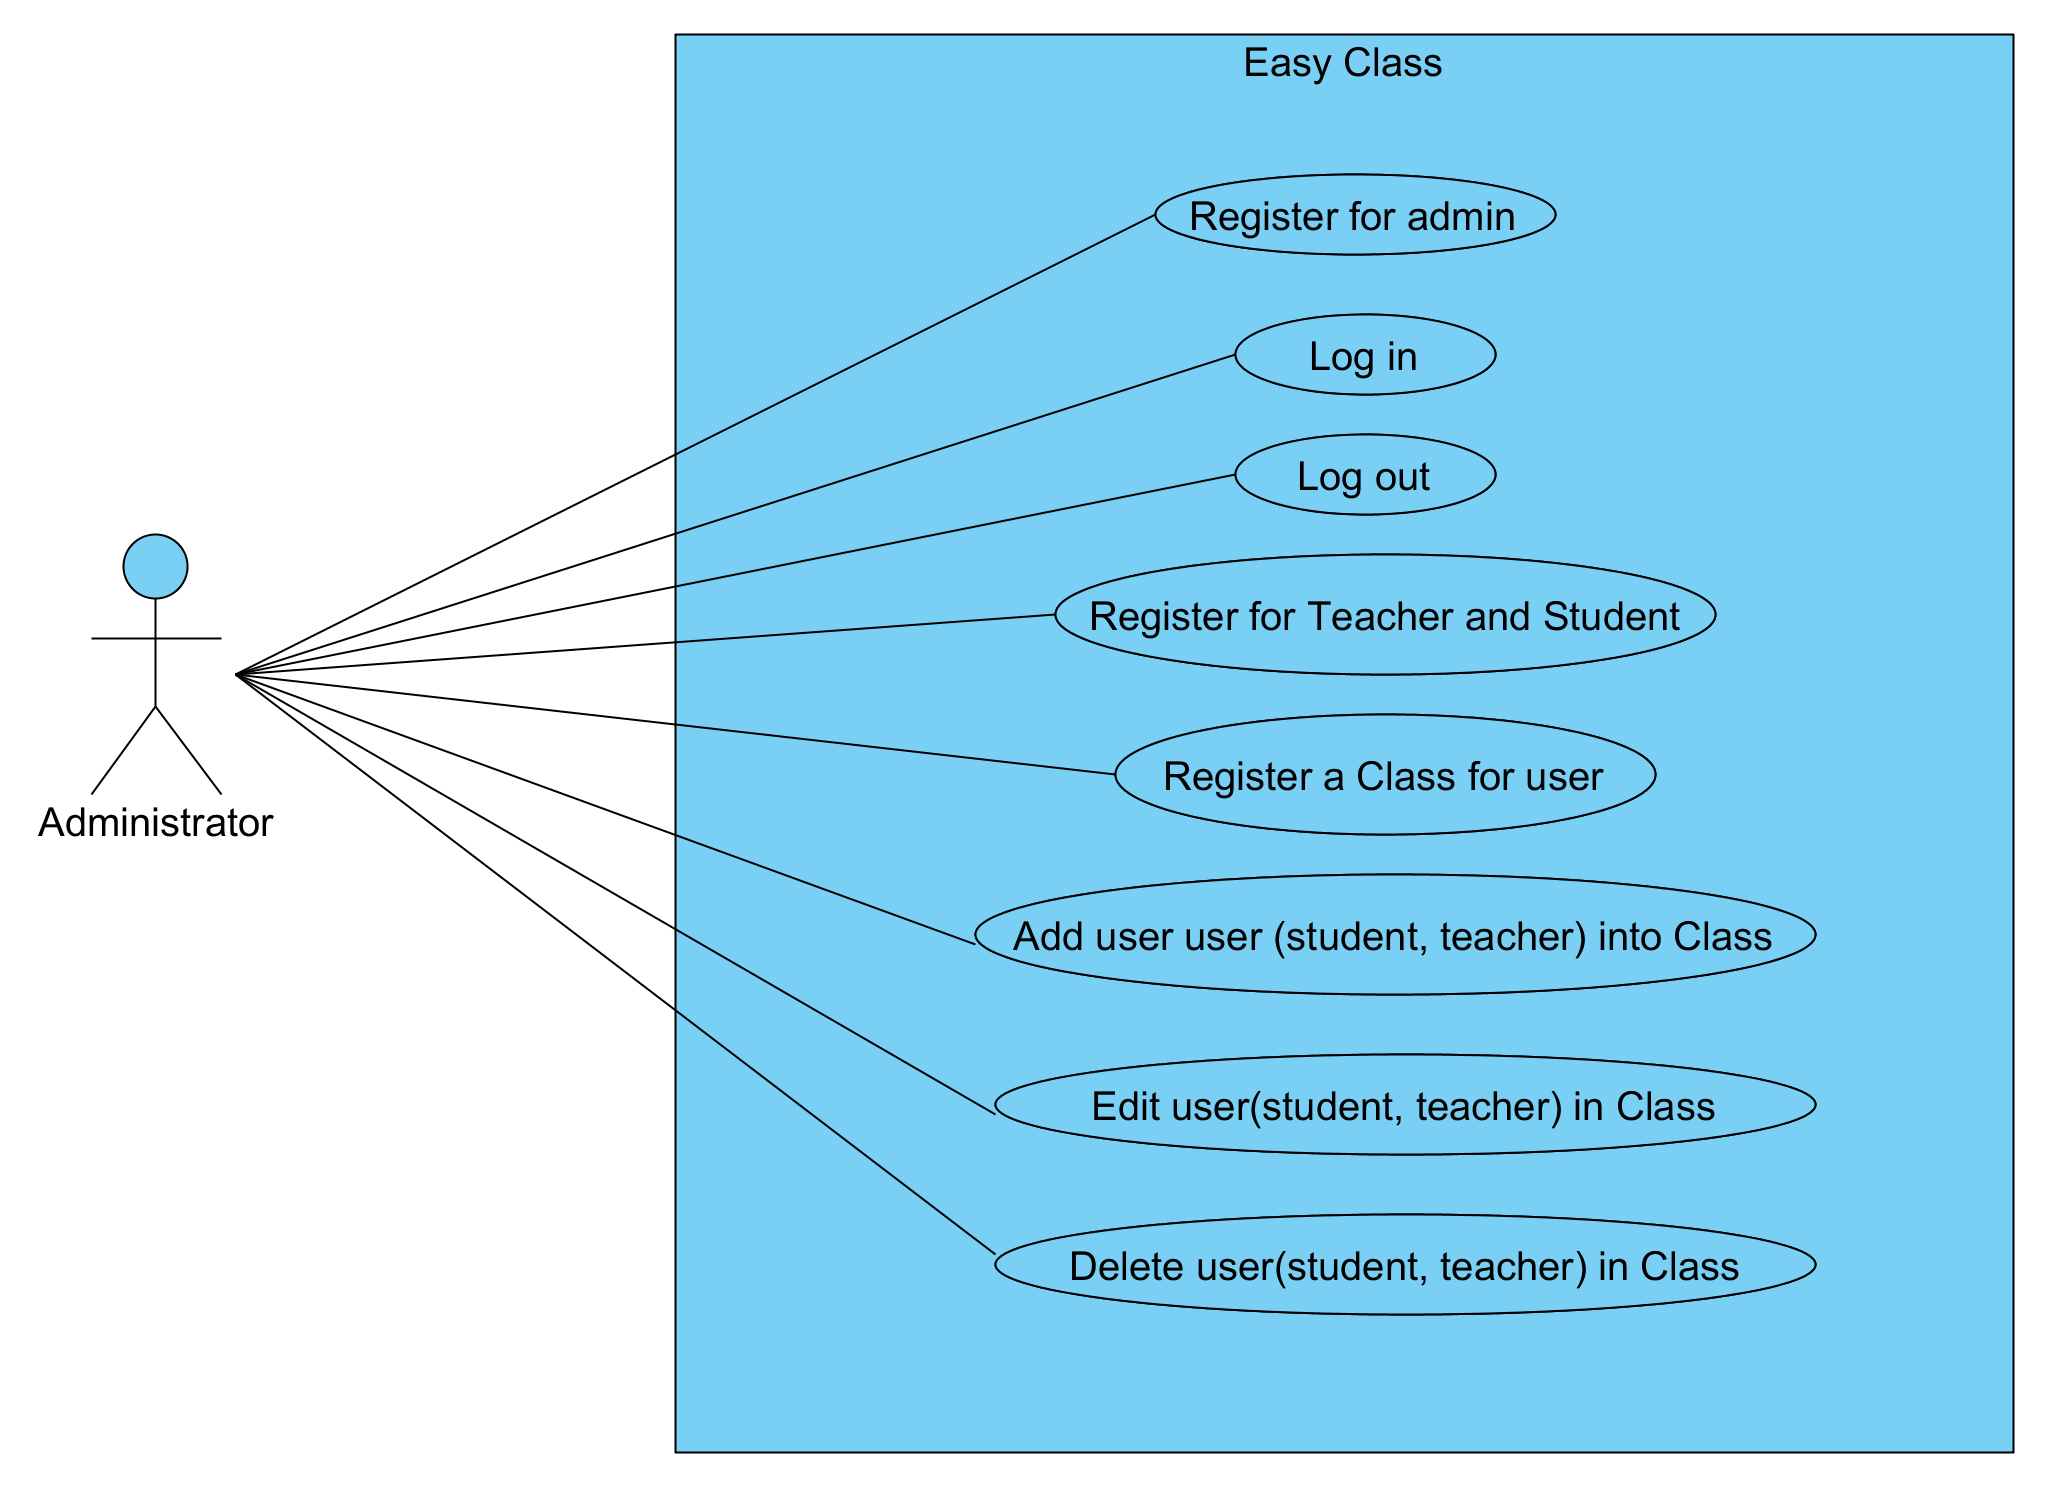 Easy Class
Register for admin
Log in
Log out
Register for Teacher and Student
Register a Class for user
Administrator
Add user user (student, teacher) into Class
Edit user(student, teacher) in Class
Delete user(student, teacher) in Class